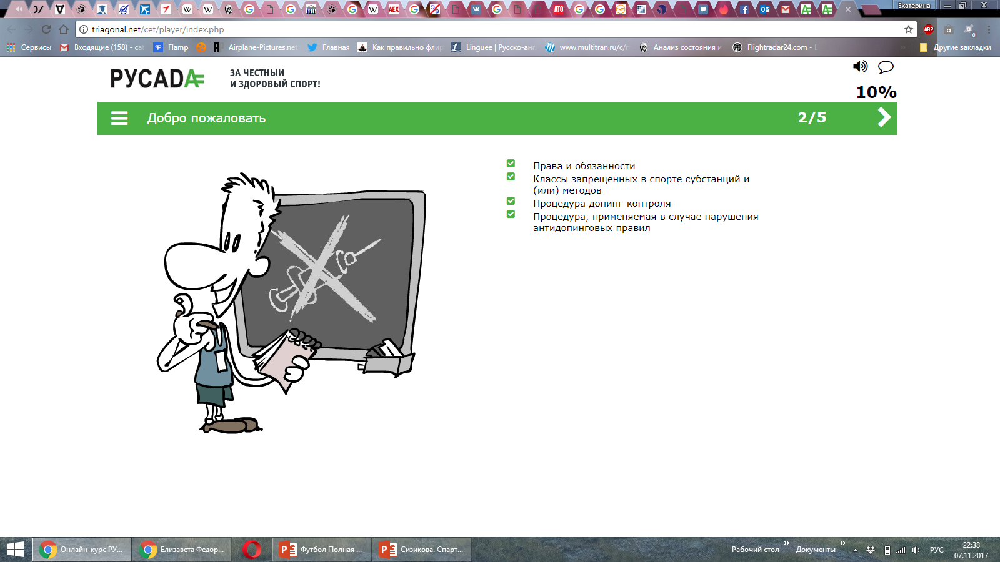 Екатерина
triagonal.net/cet/player/index.php
ABP
Сервисы
Входящие (158) - cat
Flamp
Airplane-Pictures.net
Главная
Как правильно фли
Linguee | Русско-анг
www.multitran.ru/c/m
Анализ состояния и
Flightradar24.com - L
Другие закладки
РУСАДА
ЗА ЧЕСТНЫЙ
И ЗДОРОВЫЙ СПОРТ!
10%
Добро пожаловать
2/5
Права и обязанности
Классы запрещенных в спорте субстанций и
(или) методов
Процедура допинг-контроля
Процедура, применяемая в случае нарушения
антидопинговых правил
Онлайн-курс РУ...
Елизавета Федор...
Футбол Полная ...
Сизикова. Спарт...
Рабочий стол
Документы
РУС
22:38
07.11.2017